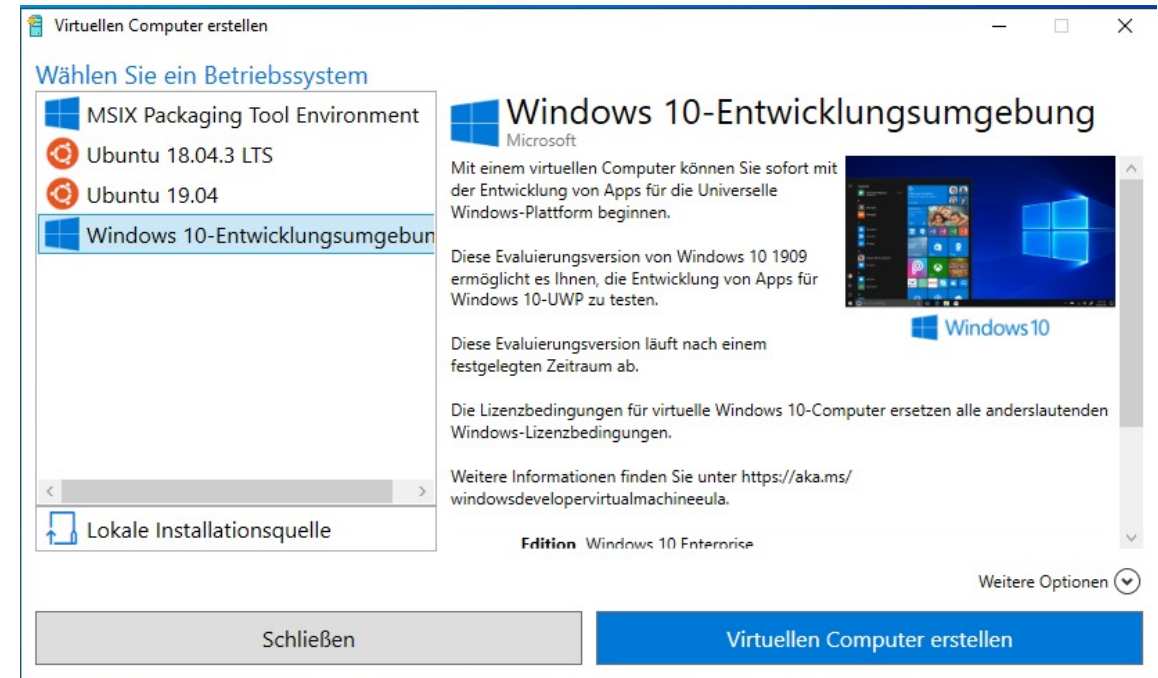 Virtuellen Computer erstellen
Wählen Sie ein Betriebssystem
MSIX Packaging Tool Environment
Ubuntu 18.04.3 LTS
Ubuntu 19.04
Windows 10-Entwicklungsumgebun
Lokale Installationsquelle
Windows 10-Entwicklungsumgebung
Microsoft
Mit einem virtuellen Computer können Sie sofort mit
der Entwicklung von Apps für die Universelle
Windows-Plattform beginnen.
Diese Evaluierungsversion von Windows 10 1909
ermöglicht es Ihnen, die Entwicklung von Apps für
Windows 10-UWP zu testen.
Diese Evaluierungsversion läuft nach einem
festgelegten Zeitraum ab.
Windows 10
Die Lizenzbedingungen für virtuelle Windows 10-Computer ersetzen alle anderslautenden
Windows-Lizenzbedingungen.
Weitere Informationen finden Sie unter https://aka.ms/
windowsdevelopervirtualmachineeula.
Edition Windows 10 Enterprise
Weitere Optionen
Schließen
Virtuellen Computer erstellen